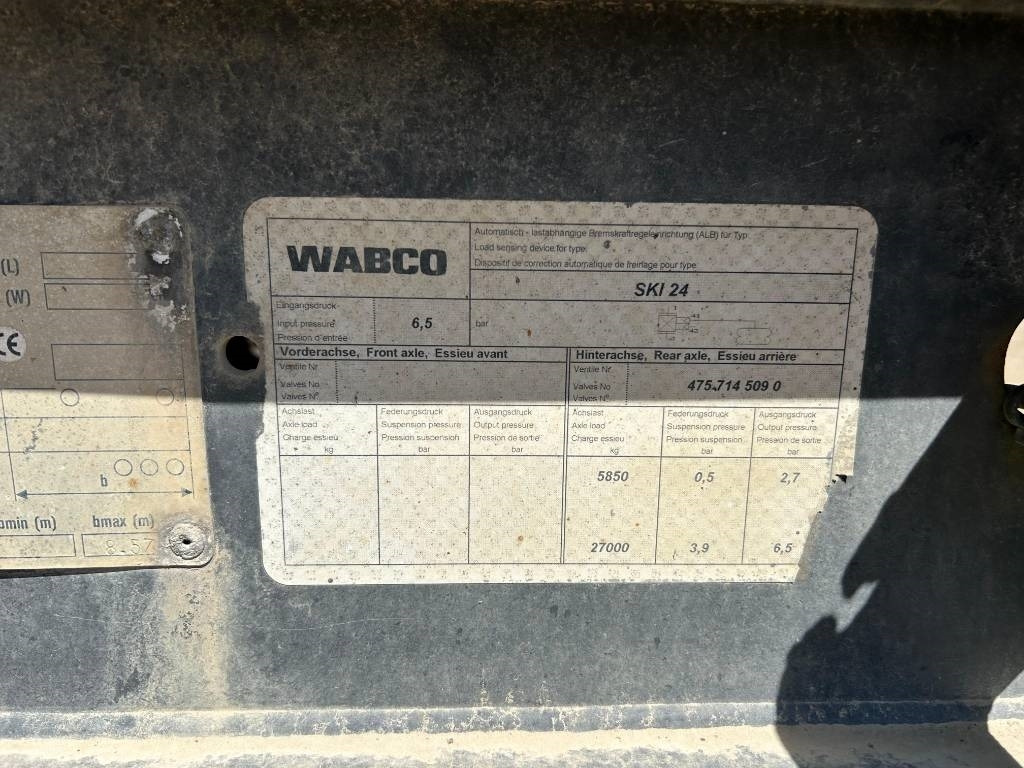 (L)
(W)
CE
b
bmin (m)
bmax (m)
8.57
WABCO
Automatisch - lastabhängige Bremskraftregeleinrichtung (ALB) für Typ:
Load sensing device for type:
Dispositif de correction automatique de freinage pour type:
SKI 24
Eingangsdruck
Input pressure
Pression d'entrée
6,5
bar
Vorderachse, Front axle, Essieu avant
Hinterachse, Rear axle, Essieu arrière
Ventile Nr
Valves No
Valves N°
Ventile Nr
Valves No
Valves N°
475.714 509 0
Achslast
Axle load
Charge essieu
kg
Federungsdruck
Suspension pressure
Pression suspension
bar
Ausgangsdruck
Output pressure
Pression de sortie
bar
Achslast
Axle load
Charge essieu
kg
Federungsdruck
Suspension pressure
Pression suspension
bar
Ausgangsdruck
Output pressure
Pression de sortie
bar
5850 0,5 2,7
27000 3,9 6,5